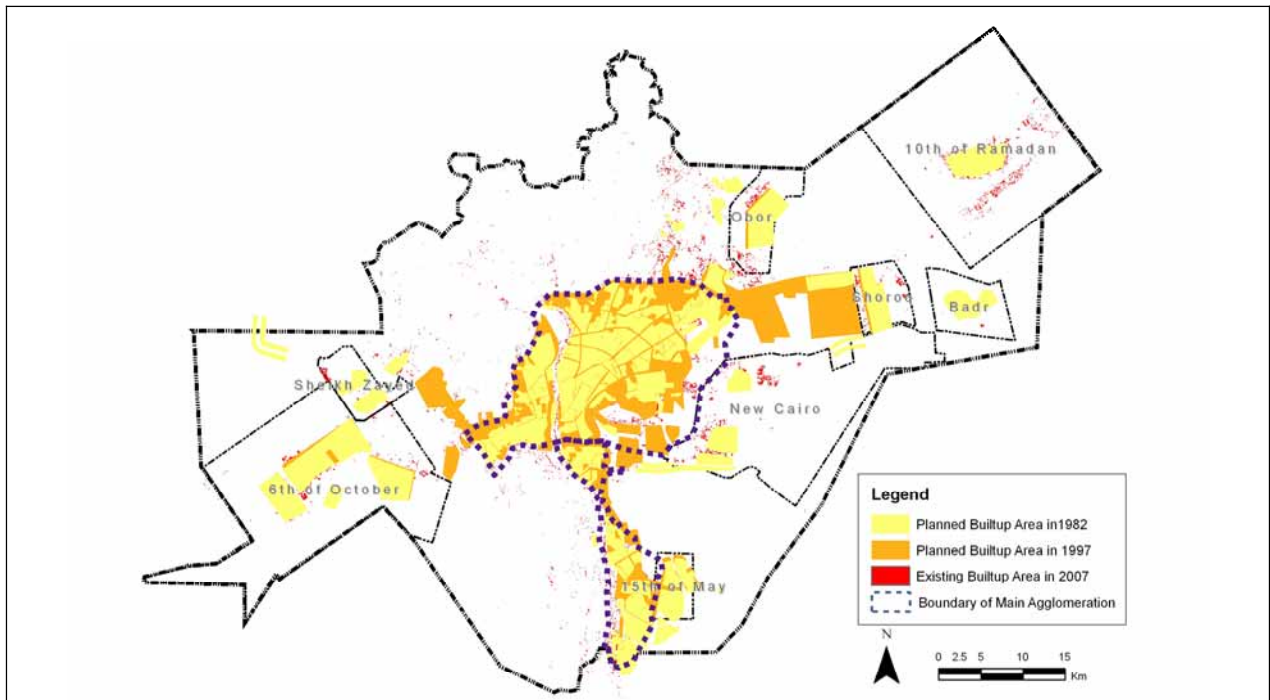 10th of Ramadan
Obor
Shorou
Badr
Sheikh Zayed
New Cairo
6th of October
15th of May
Legend
Planned Builtup Area in1982
Planned Builtup Area in 1997
Existing Builtup Area in 2007
Boundary of Main Agglomeration
N
0 2.5 5 10 15
Km